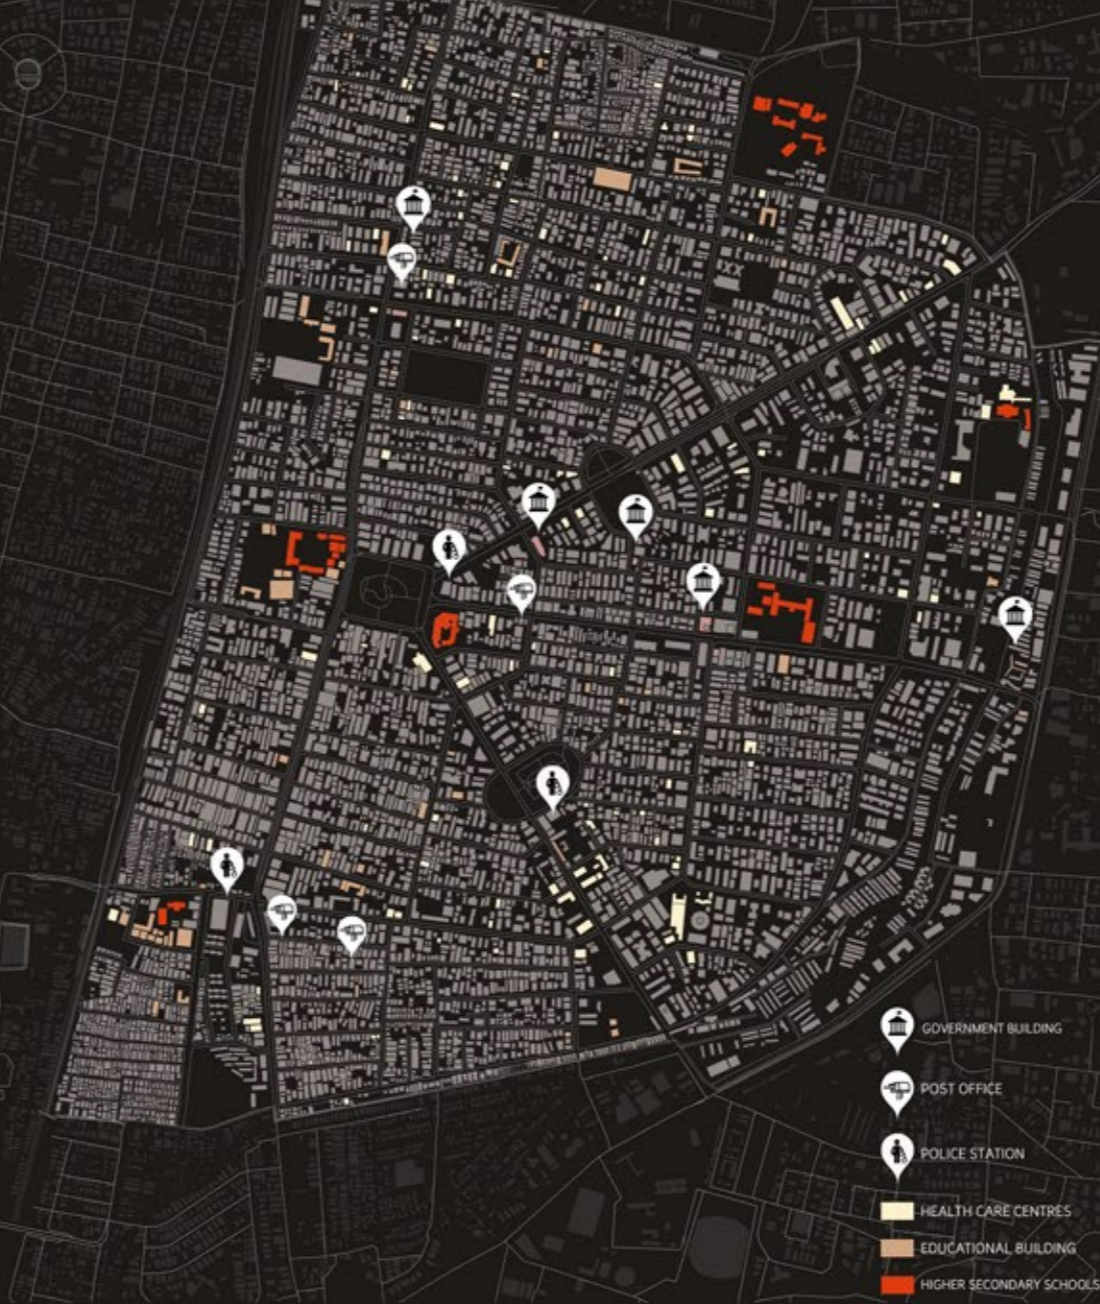 GOVERNMENT BUILDING
POST OFFICE
POLICE STATION
HEALTH CARE CENTRES
EDUCATIONAL BUILDING
HIGHER SECONDARY SCHOOLS